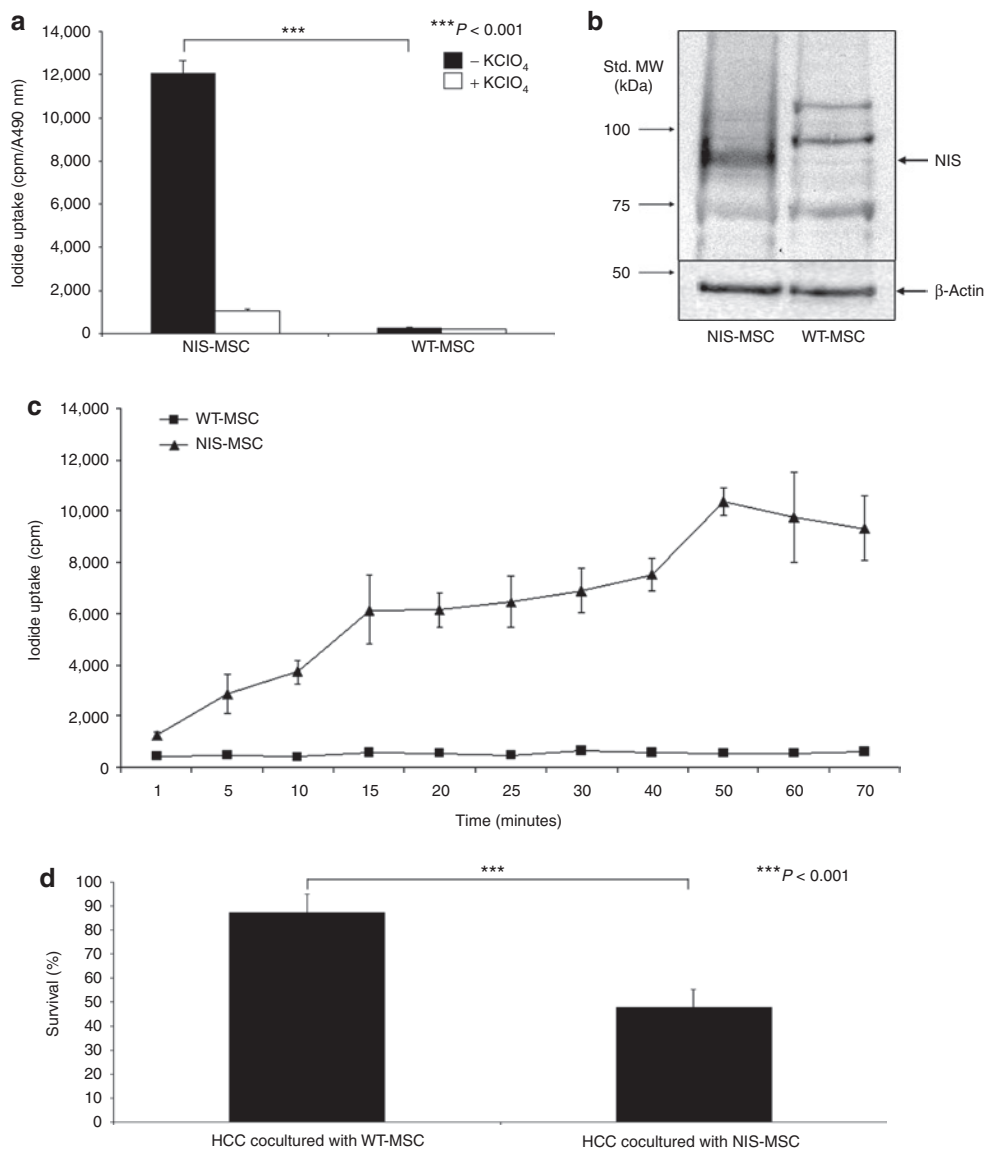 a
14,000
12,000
10,000
8,000
6,000
4,000
2,000
0
Iodide uptake (cpm/A490 nm)
***
***P < 0.001
– KClO4
+ KClO4
NIS-MSC
WT-MSC
b
Std. MW
(kDa)
100
75
50
NIS
β-Actin
NIS-MSC
WT-MSC
c
14,000
12,000
10,000
8,000
6,000
4,000
2,000
0
Iodide uptake (cpm)
WT-MSC
NIS-MSC
1 5 10 15 20 25 30 40 50 60 70
Time (minutes)
d
100
90
80
70
60
50
40
30
20
10
0
Survival (%)
***
***P < 0.001
HCC cocultured with WT-MSC
HCC cocultured with NIS-MSC